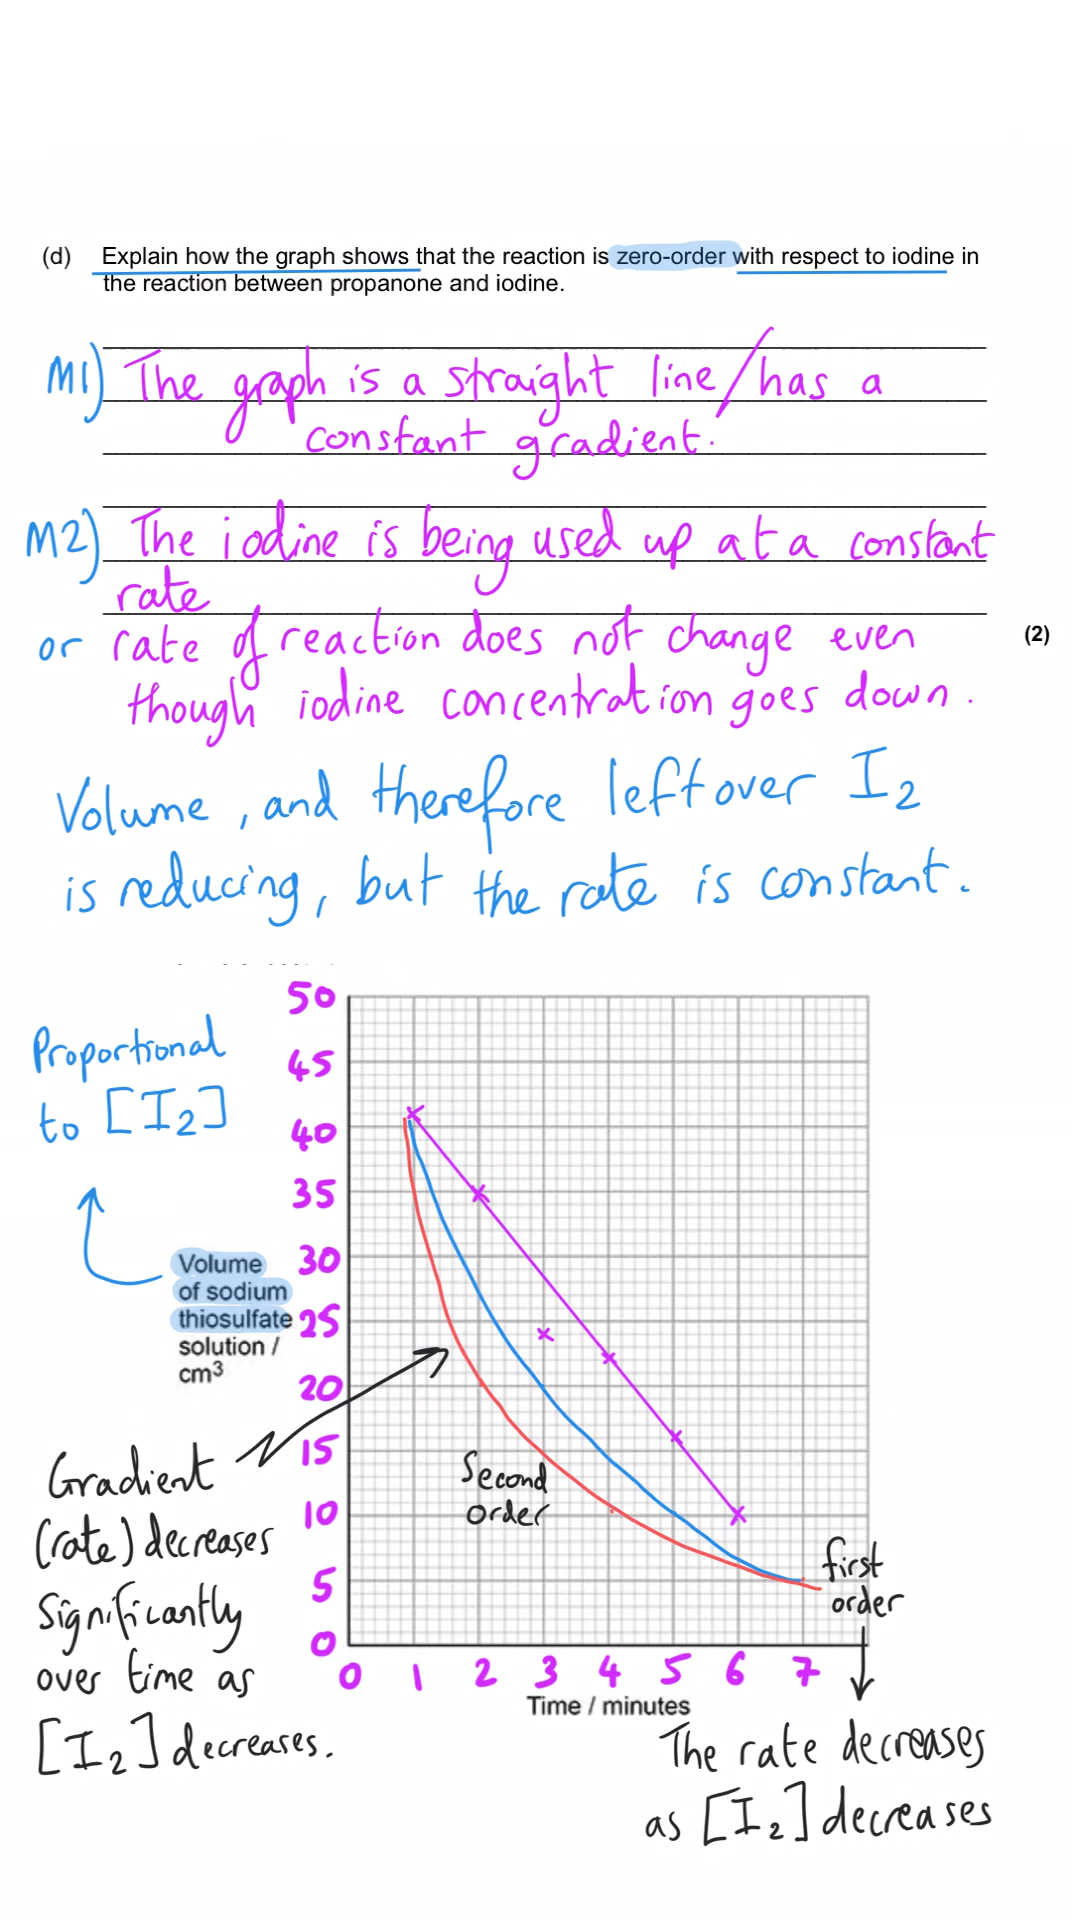 (d) Explain how the graph shows that the reaction is zero-order with respect to iodine in
the reaction between propanone and iodine.
M1) The graph is a straight line/has a
constant gradient.
M2) The iodine is being used up at a constant
rate
or rate of reaction does not change even
(2)
though iodine concentration goes down.
Volume, and therefore leftover I2
is reducing, but the rate is constant.
50
Proportional
to [I2]
45
40
35
Volume
of sodium
thiosulfate
solution /
cm3
30
25
20
15
10
5
0
Gradient
(rate) decreases
significantly
over time as
[I2] decreases.
Second
order
first
order
0 1 2 3 4 5 6 7
Time / minutes
The rate decreases
as [I2] decreases